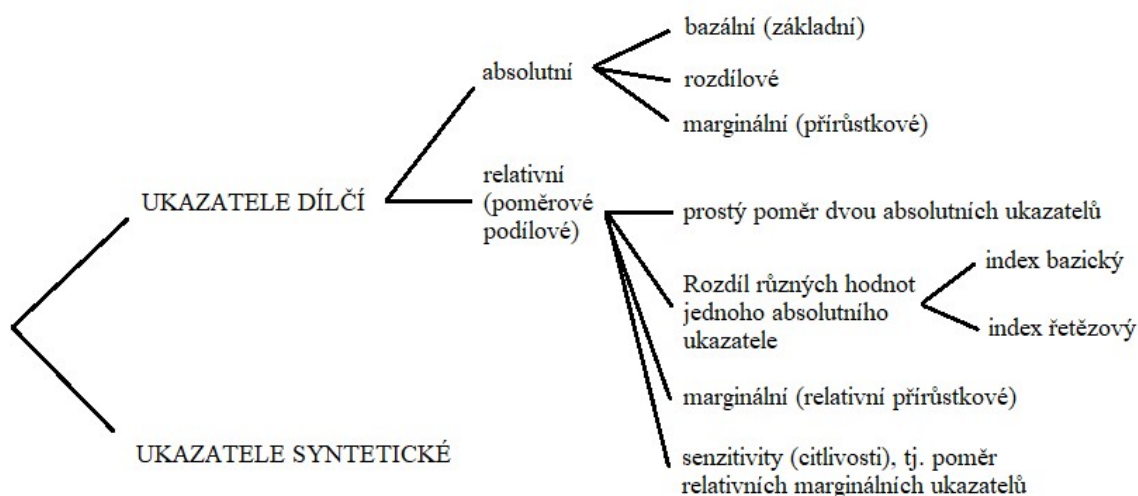 bazální (základní)
absolutní
rozdílové
marginální (přírůstkové)
relativní
(poměrové
podílové)
UKAZATELE DÍLČÍ
prostý poměr dvou absolutních ukazatelů
index bazický
Rozdíl různých hodnot
jednoho absolutního
ukazatele
index řetězový
marginální (relativní přírůstkové)
UKAZATELE SYNTETICKÉ
senzitivity (citlivosti), tj. poměr
relativních marginálních ukazatelů